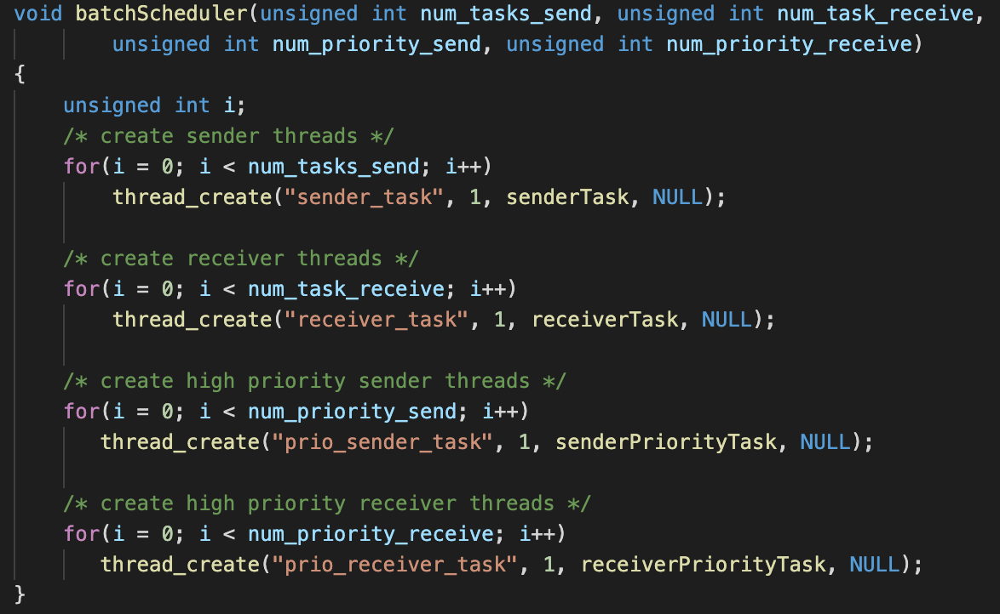 void batchScheduler(unsigned int num_tasks_send, unsigned int num_task_receive,
        unsigned int num_priority_send, unsigned int num_priority_receive)
{
    unsigned int i;
    /* create sender threads */
    for(i = 0; i < num_tasks_send; i++)
        thread_create("sender_task", 1, senderTask, NULL);

    /* create receiver threads */
    for(i = 0; i < num_task_receive; i++)
        thread_create("receiver_task", 1, receiverTask, NULL);

    /* create high priority sender threads */
    for(i = 0; i < num_priority_send; i++)
       thread_create("prio_sender_task", 1, senderPriorityTask, NULL);

    /* create high priority receiver threads */
    for(i = 0; i < num_priority_receive; i++)
       thread_create("prio_receiver_task", 1, receiverPriorityTask, NULL);
}